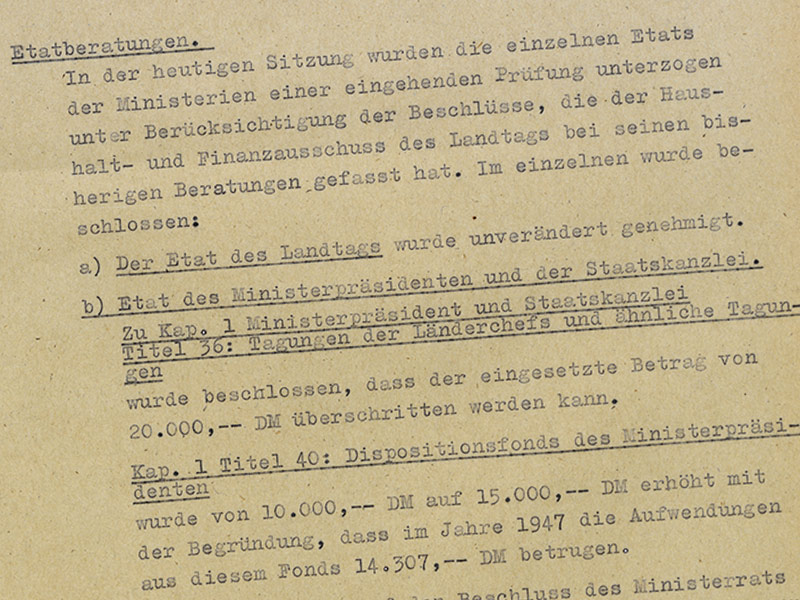 Etatberatungen.
In der heutigen Sitzung wurden die einzelnen Etats
der Ministerien einer eingehenden Prüfung unterzogen
unter Berücksichtigung der Beschlüsse, die der Haus-
halt- und Finanzausschuss des Landtags bei seinen bis-
herigen Beratungen gefasst hat. Im einzelnen wurde be-
schlossen:
a) Der Etat des Landtags wurde unverändert genehmigt.
b) Etat des Ministerpräsidenten und der Staatskanzlei.
Zu Kap. 1 Ministerpräsident und Staatskanzlei
Titel 36: Tagungen der Länderchefs und ähnliche Tagun-
gen
wurde beschlossen, dass der eingesetzte Betrag von
20.000,-- DM überschritten werden kann.
Kap. 1 Titel 40: Dispositionsfonds des Ministerpräsi-
denten
wurde von 10.000,-- DM auf 15.000,-- DM erhöht mit
der Begründung, dass im Jahre 1947 die Aufwendungen
aus diesem Fonds 14.307,-- DM betrugen.
Beschluss des Ministerrats